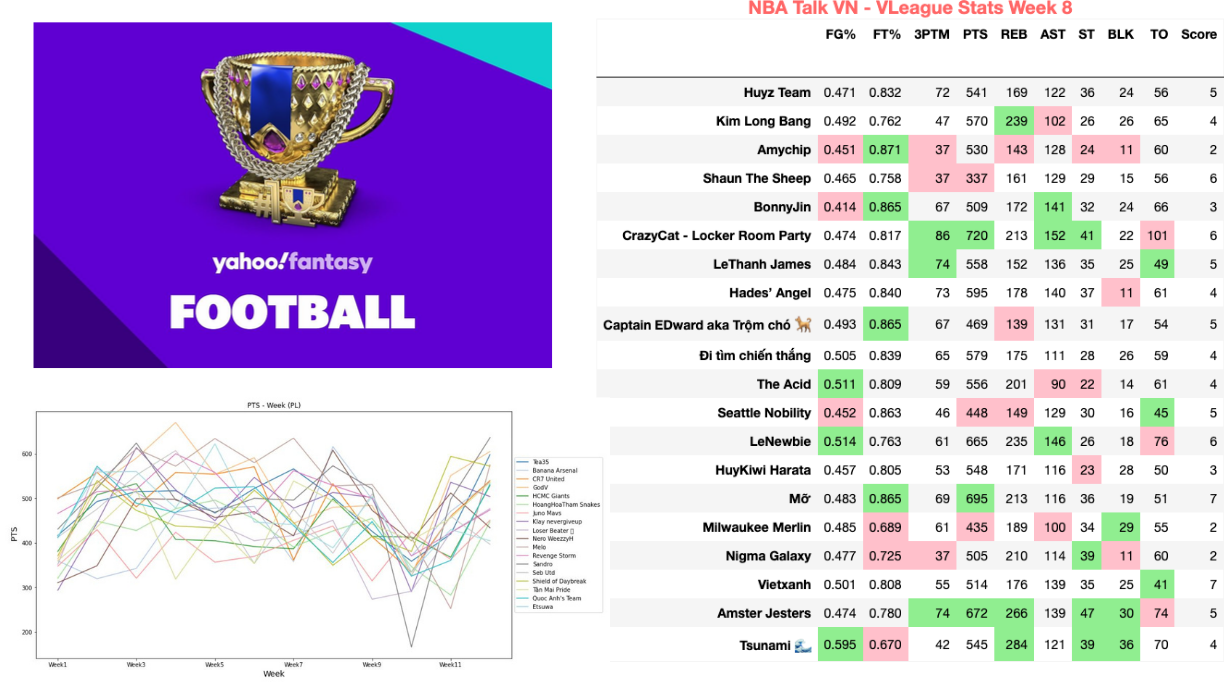 yahoo!fantasy
FOOTBALL
NBA Talk VN - VLeague Stats Week 8
FG% FT% 3PTM PTS REB AST ST BLK TO Score
Huyz Team 0.471 0.832 72 541 169 122 36 24 56 5
Kim Long Bang 0.492 0.762 47 570 239 102 26 26 65 4
Amychip 0.451 0.871 37 530 143 128 24 11 60 2
Shaun The Sheep 0.465 0.758 37 337 161 129 29 15 56 6
BonnyJin 0.414 0.865 67 509 172 141 32 24 66 3
CrazyCat - Locker Room Party 0.474 0.817 86 720 213 152 41 22 101 6
LeThanh James 0.484 0.843 74 558 152 136 35 25 49 5
Hades’ Angel 0.475 0.840 73 595 178 140 37 11 61 4
Captain EDward aka Trộm chó 0.493 0.865 67 469 139 131 31 17 54 5
Đi tìm chiến thắng 0.505 0.839 65 579 175 111 28 26 59 4
The Acid 0.511 0.809 59 556 201 90 22 14 61 4
Seattle Nobility 0.452 0.863 46 448 149 129 30 16 45 5
LeNewbie 0.514 0.763 61 665 235 146 26 18 76 6
HuyKiwi Harata 0.457 0.805 53 548 171 116 23 28 50 3
Mỡ 0.483 0.865 69 695 213 116 36 19 51 7
Milwaukee Merlin 0.485 0.689 61 435 189 100 34 29 55 2
Nigma Galaxy 0.477 0.725 37 505 210 114 39 11 60 2
Vietxanh 0.501 0.808 55 514 176 139 35 25 41 7
Amster Jesters 0.474 0.780 74 672 266 139 47 30 74 5
Tsunami 0.595 0.670 42 545 284 121 39 36 70 4
PTS - Week (PL)
PTS
600
500
400
300
200
Week1 Week3 Week5 Week7 Week9 Week11
Week
Tea35
Banana Arsenal
CR7 United
GodV
HCMC Giants
HoangHoaTham Snakes
Juno Mavs
Klay nevergiveup
Loser Beater
Nero WeezzyH
Melo
Revenge Storm
Sandro
Seb Utd
Shield of Daybreak
Tân Mai Pride
Quoc Anh's Team
Etsuwa